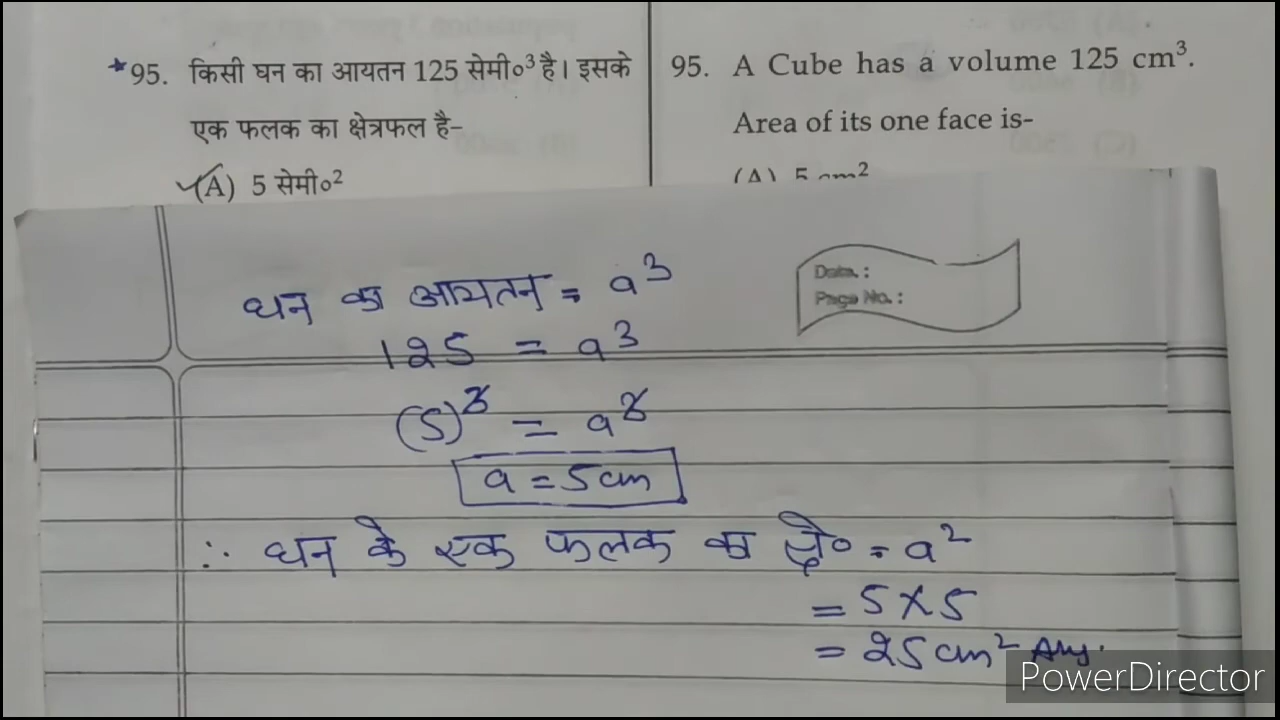 *95. किसी घन का आयतन 125 सेमी०³ है। इसके
एक फलक का क्षेत्रफल है–
(A) 5 सेमी०²
95. A Cube has a volume 125 cm³.
Area of its one face is-
(A) 5 cm²
Date. :
Page No. :
घन का आयतन = a³
125 = a³
(5)³ = a³
a = 5cm
∴ घन के एक फलक का क्षे० = a²
= 5 × 5
= 25 cm² Ans.
PowerDirector